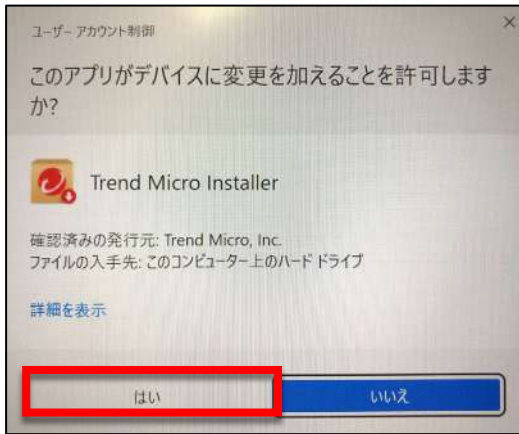 ユーザー アカウント制御
このアプリがデバイスに変更を加えることを許可します
か?
Trend Micro Installer
確認済みの発行元: Trend Micro, Inc.
ファイルの入手先: このコンピューター上のハード ドライブ
詳細を表示
はい
いいえ